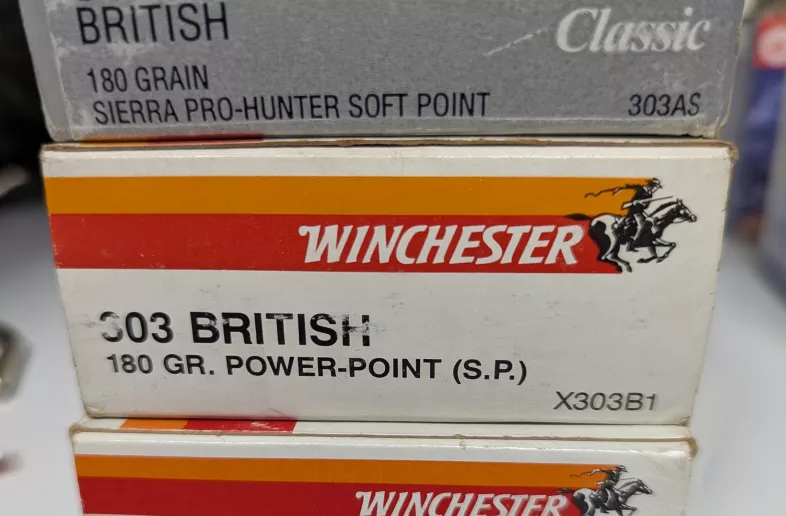 BRITISH
Classic
180 GRAIN
SIERRA PRO-HUNTER SOFT POINT
303AS
WINCHESTER
303 BRITISH
180 GR. POWER-POINT (S.P.)
X303B1
WINCHESTER